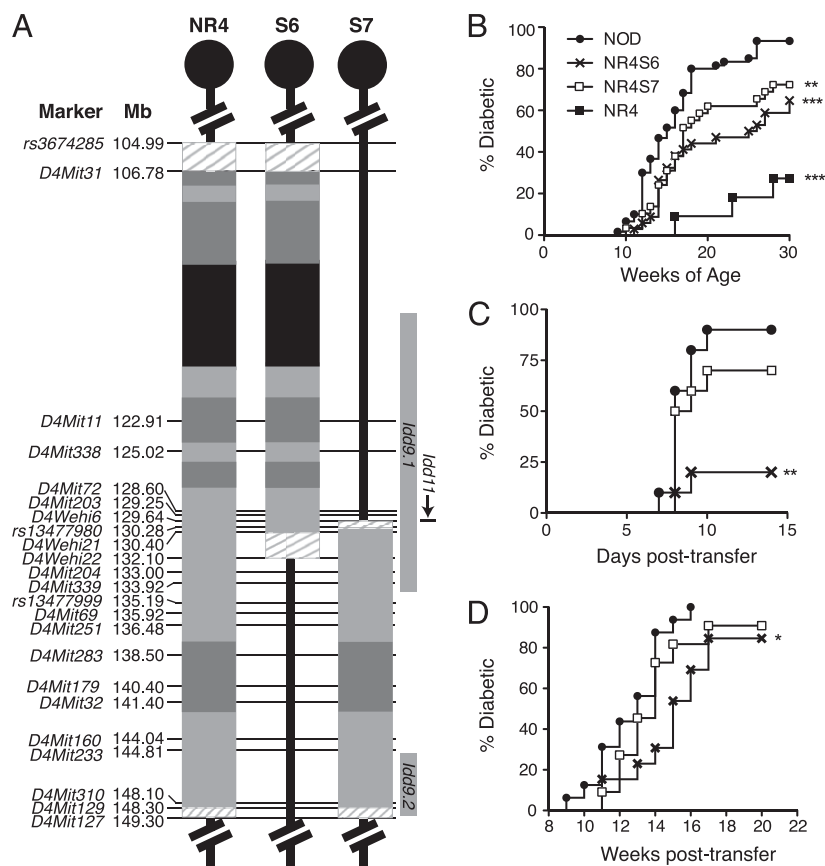 A
NR4 S6 S7
Marker Mb
rs3674285 104.99
D4Mit31 106.78
D4Mit11 122.91
D4Mit338 125.02
D4Mit72 128.60
D4Mit203 129.25
D4Wehi6 129.64
rs13477980 130.28
D4Wehi21 130.40
D4Wehi22 132.10
D4Mit204 133.00
D4Mit339 133.92
rs13477999 135.19
D4Mit69 135.92
D4Mit251 136.48
D4Mit283 138.50
D4Mit179 140.40
D4Mit32 141.40
D4Mit160 144.04
D4Mit233 144.81
D4Mit310 148.10
D4Mit129 148.30
D4Mit127 149.30
Idd9.1
Idd11
Idd9.2
B
% Diabetic
100
80
60
40
20
0
0 10 20 30
Weeks of Age
NOD
NR4S6
NR4S7
NR4
**
***
***
C
% Diabetic
100
75
50
25
0
0 5 10 15
Days post-transfer
**
D
% Diabetic
100
80
60
40
20
0
8 10 12 14 16 18 20 22
Weeks post-transfer
*